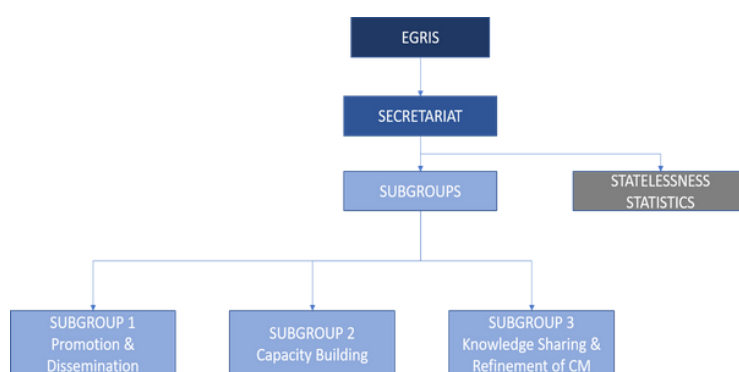 EGRIS
SECRETARIAT
SUBGROUPS
STATELESSNESS
STATISTICS
SUBGROUP 1
Promotion &
Dissemination
SUBGROUP 2
Capacity Building
SUBGROUP 3
Knowledge Sharing &
Refinement of CM